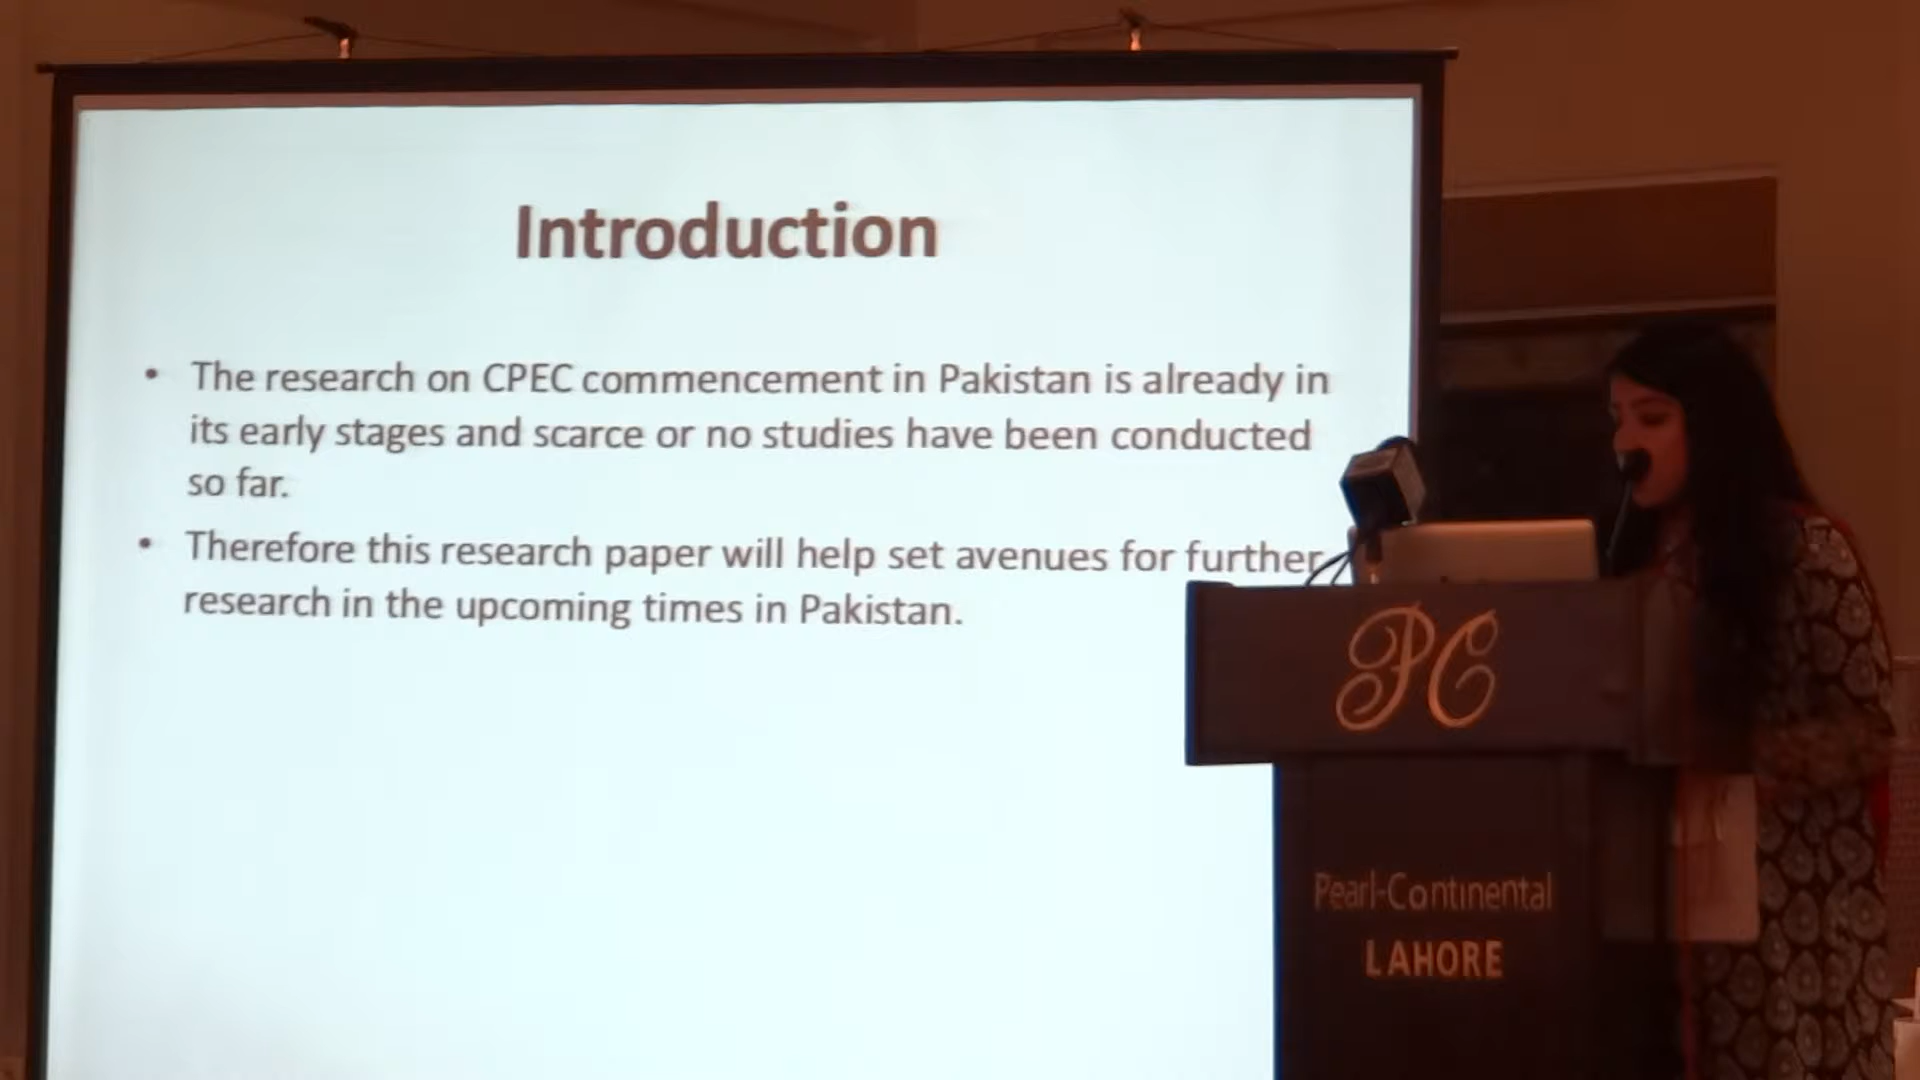 Introduction
• The research on CPEC commencement in Pakistan is already in
its early stages and scarce or no studies have been conducted
so far.
• Therefore this research paper will help set avenues for further
research in the upcoming times in Pakistan.
PC
Pearl-Continental
LAHORE